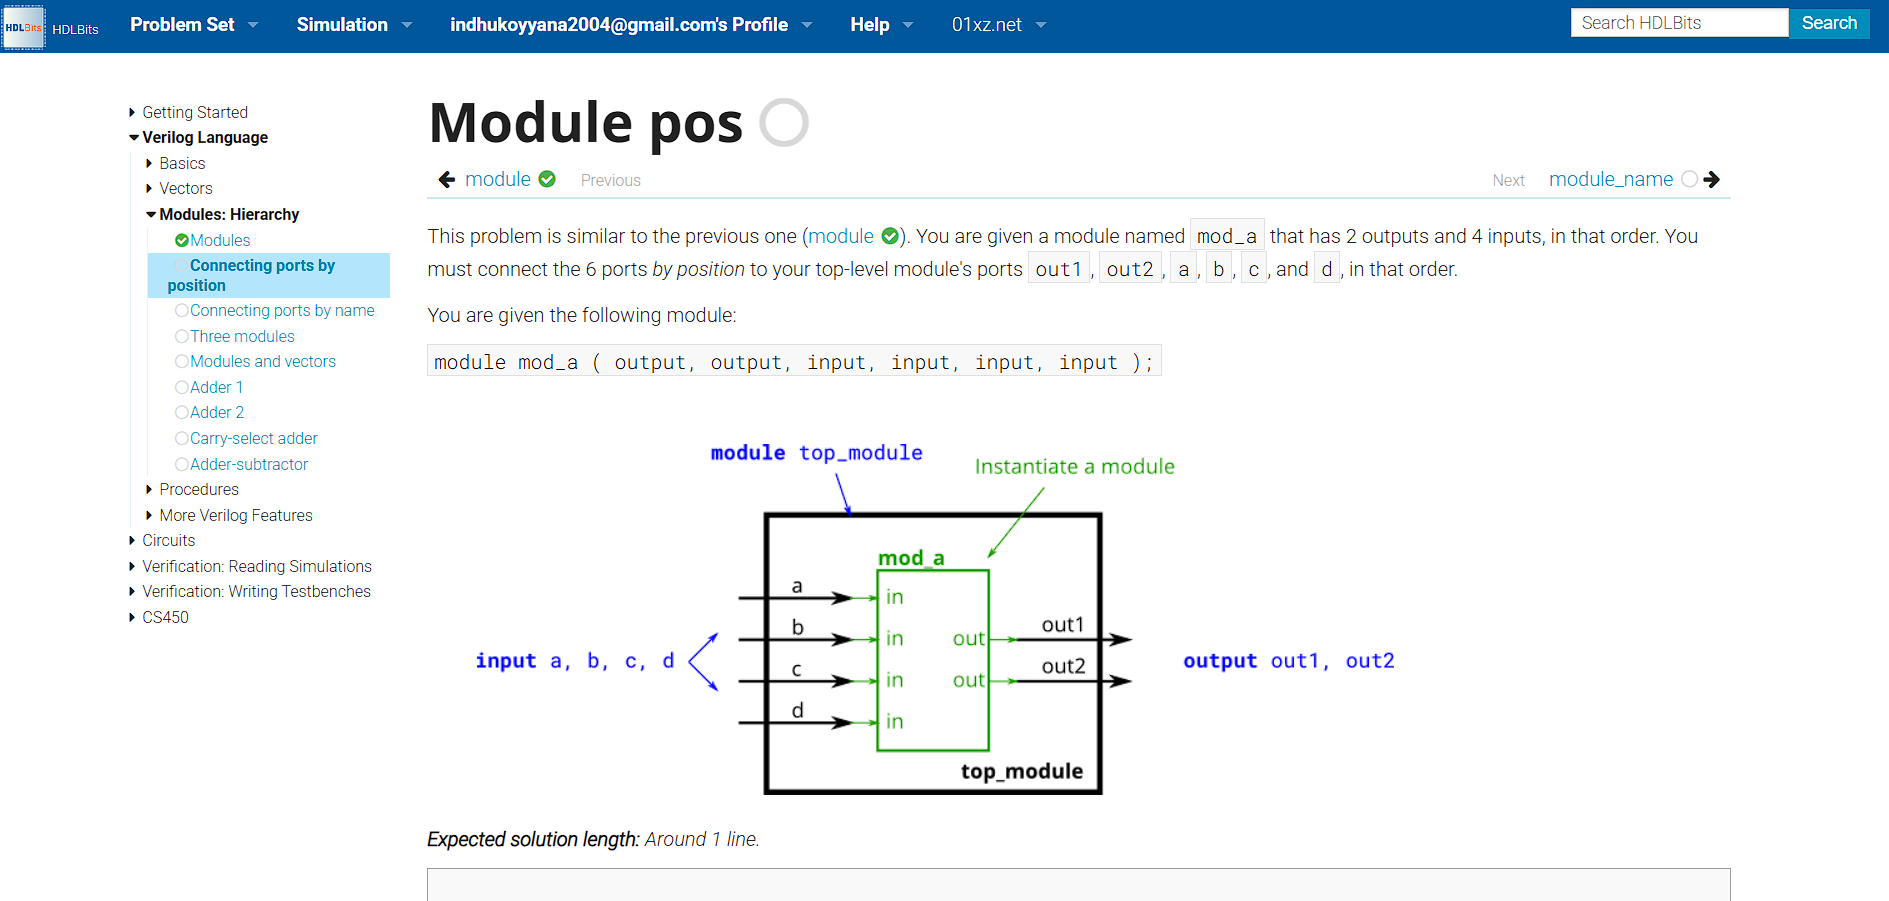 HDLBits HDLBits Problem Set Simulation indhukoyyana2004@gmail.com's Profile Help 01xz.net Search HDLBits Search
Getting Started
Verilog Language
Basics
Vectors
Modules: Hierarchy
Modules
Connecting ports by
position
Connecting ports by name
Three modules
Modules and vectors
Adder 1
Adder 2
Carry-select adder
Adder-subtractor
Procedures
More Verilog Features
Circuits
Verification: Reading Simulations
Verification: Writing Testbenches
CS450
Module pos
module Previous Next module_name
This problem is similar to the previous one (module ). You are given a module named mod_a that has 2 outputs and 4 inputs, in that order. You
must connect the 6 ports by position to your top-level module's ports out1, out2, a, b, c, and d, in that order.
You are given the following module:
module mod_a ( output, output, input, input, input, input );
module top_module
Instantiate a module
mod_a
a in
b in out out1
input a, b, c, d
output out1, out2
c in out out2
d in
top_module
Expected solution length: Around 1 line.